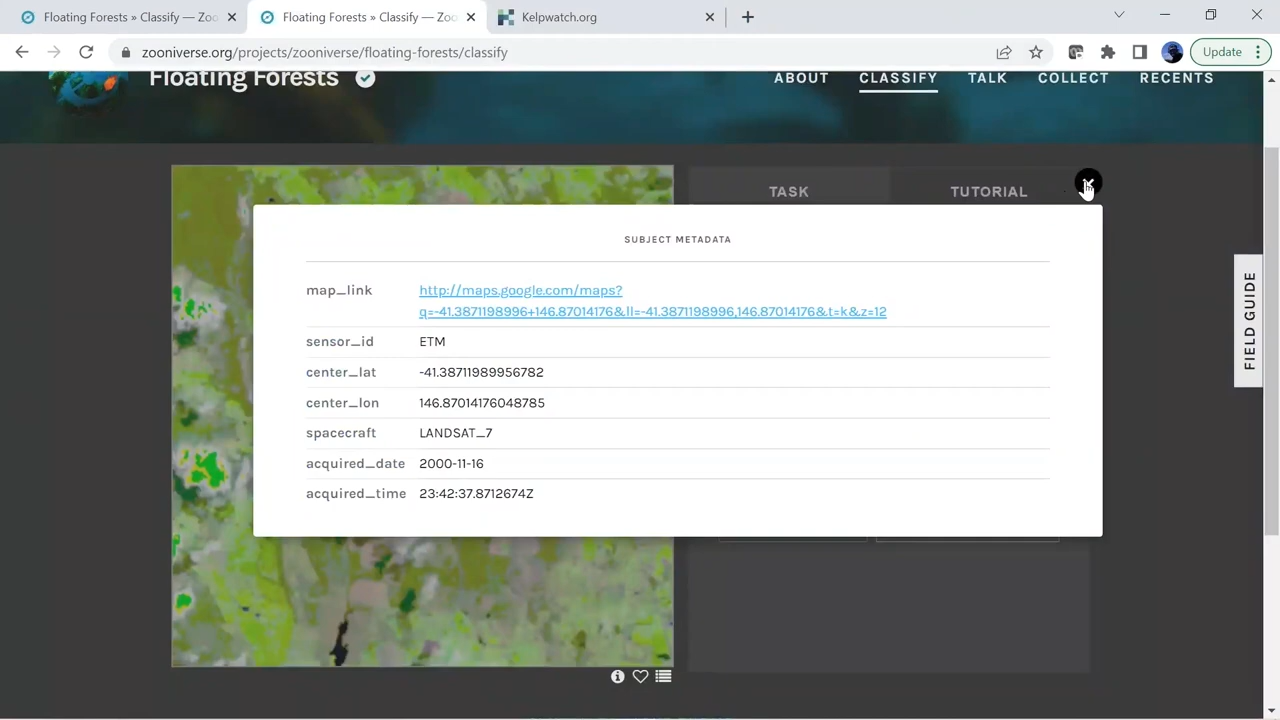 Floating Forests » Classify — Zoo
Floating Forests » Classify — Zoo
Kelpwatch.org
zooniverse.org/projects/zooniverse/floating-forests/classify
Update
Floating Forests
ABOUT
CLASSIFY
TALK
COLLECT
RECENTS
TASK
TUTORIAL
SUBJECT METADATA
map_link
http://maps.google.com/maps?
q=-41.3871198996+146.87014176&ll=-41.3871198996,146.87014176&t=k&z=12
sensor_id ETM
center_lat -41.38711989956782
center_lon 146.87014176048785
spacecraft LANDSAT_7
acquired_date 2000-11-16
acquired_time 23:42:37.8712674Z
FIELD GUIDE